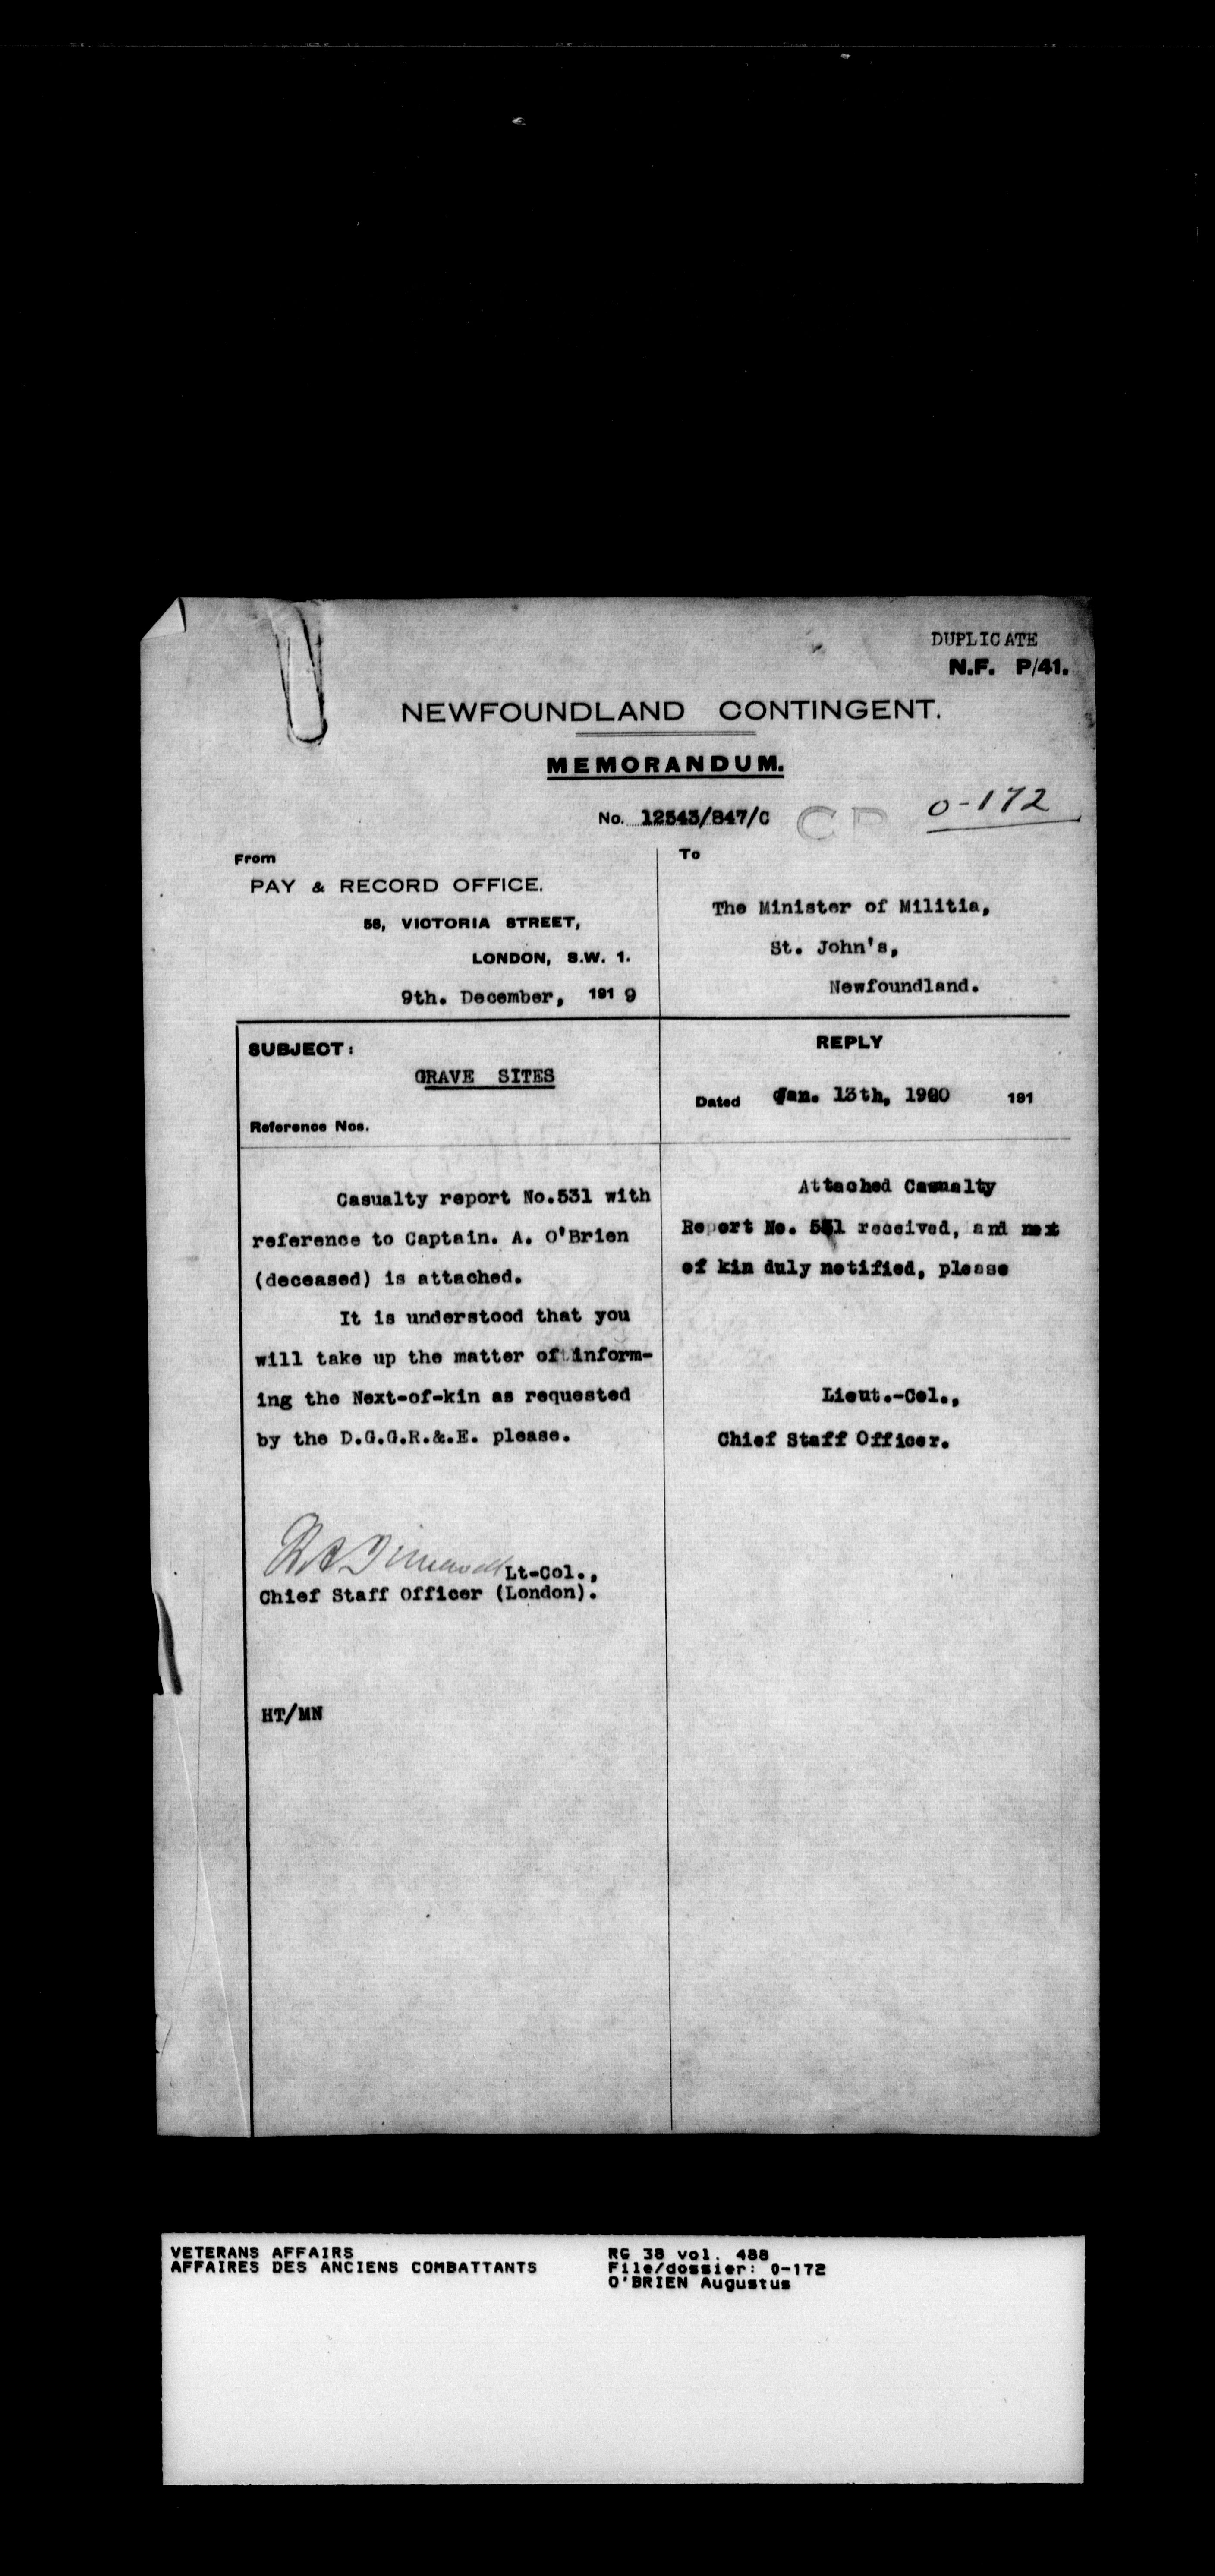 DUPLICATE
N.F. P/41.
NEWFOUNDLAND CONTINGENT.
MEMORANDUM.
No. 12543/847/C
CP
O-172
From
PAY & RECORD OFFICE.
58, VICTORIA STREET,
LONDON, S.W. 1.
9th. December, 1919
To
The Minister of Militia,
St. John's,
Newfoundland.
SUBJECT:
GRAVE SITES
Reference Nos.
Casualty report No.531 with
reference to Captain. A. O'Brien
(deceased) is attached.
It is understood that you
will take up the matter of inform-
ing the Next-of-kin as requested
by the D.G.G.R.&.E. please.
Lt-Col.,
Chief Staff Officer (London).
HT/MN
REPLY
Dated Jan. 13th, 1920 191
Attached Casualty
Report No. 531 received, and next
of kin duly notified, please
Lieut.-Col.,
Chief Staff Officer.
VETERANS AFFAIRS
AFFAIRES DES ANCIENS COMBATTANTS
RG 38 vol. 488
File/dossier: O-172
O'BRIEN Augustus